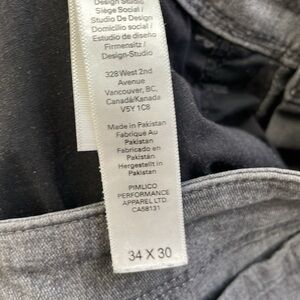 Design Studio/
Siège Social /
Studio De Design
Domicilio social /
Estudio de diseño
Firmensitz /
Design-Studio
328 West 2nd
Avenue
Vancouver, BC,
Canada/Kanada
V5Y 1C8
Made in Pakistan
Fabrique Au
Pakistan
Fabricado en
Pakistán
Hergestellt in
Pakistan
PIMLICO
PERFORMANCE
APPAREL LTD
CA58131
34 X 30